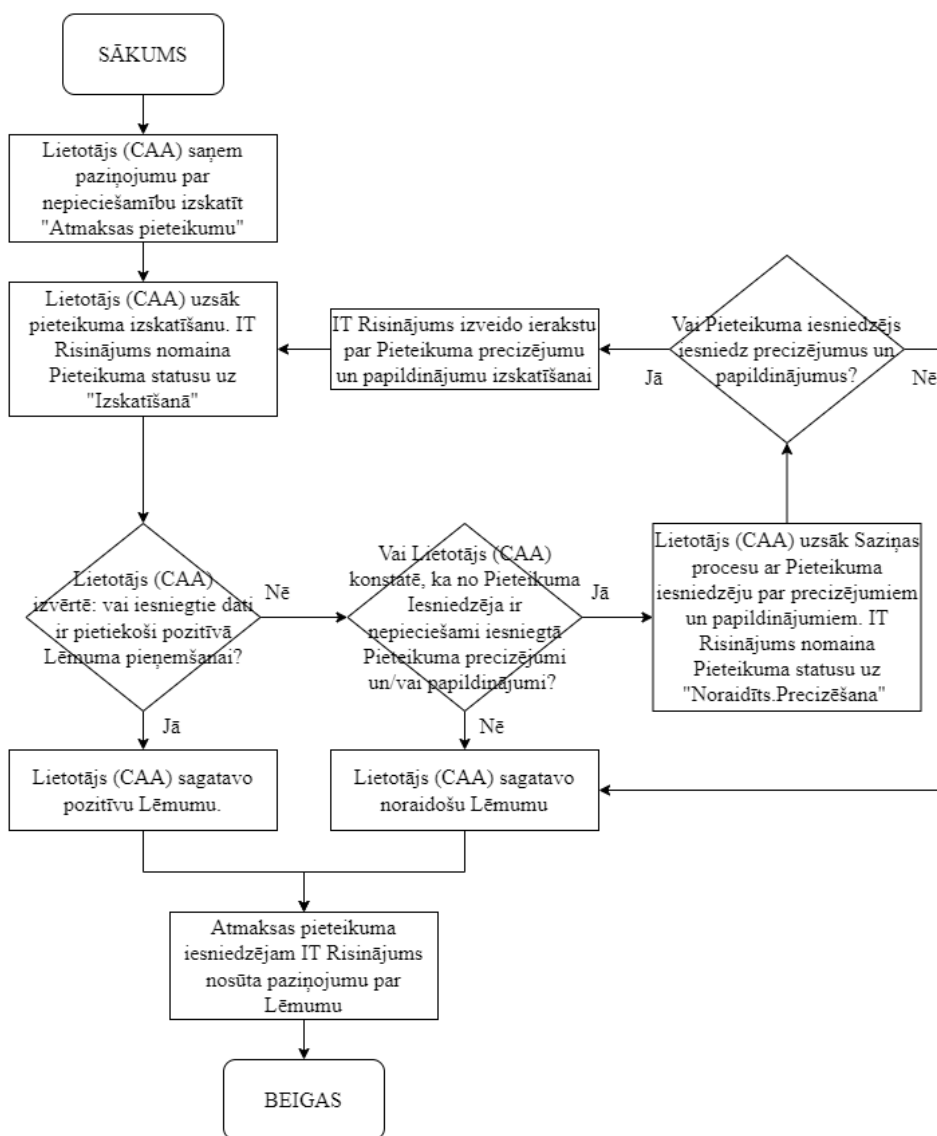 SĀKUMS
Lietotājs (CAA) saņem
paziņojumu par
nepieciešamību izskatīt
"Atmaksas pieteikumu"
Lietotājs (CAA) uzsāk
pieteikuma izskatīšanu. IT
Risinājums nomaina
Pieteikuma statusu uz
"Izskatīšanā"
IT Risinājums izveido ierakstu
par Pieteikuma precizējumu
un papildinājumu izskatīšanai
Vai Pieteikuma iesniedzējs
iesniedz precizējumus un
papildinājumus?
Jā
Nē
Lietotājs (CAA)
izvērtē: vai iesniegtie dati
ir pietiekoši pozitīvā
Lēmuma pieņemšanai?
Nē
Jā
Vai Lietotājs (CAA)
konstatē, ka no Pieteikuma
Iesniedzēja ir
nepieciešami iesniegtā
Pieteikuma precizējumi
un/vai papildinājumi?
Jā
Nē
Lietotājs (CAA) uzsāk Saziņas
procesu ar Pieteikuma
iesniedzēju par precizējumiem
un papildinājumiem. IT
Risinājums nomaina
Pieteikuma statusu uz
"Noraidīts.Precizēšana"
Lietotājs (CAA) sagatavo
pozitīvu Lēmumu.
Lietotājs (CAA) sagatavo
noraidošu Lēmumu
Atmaksas pieteikuma
iesniedzējam IT Risinājums
nosūta paziņojumu par
Lēmumu
BEIGAS